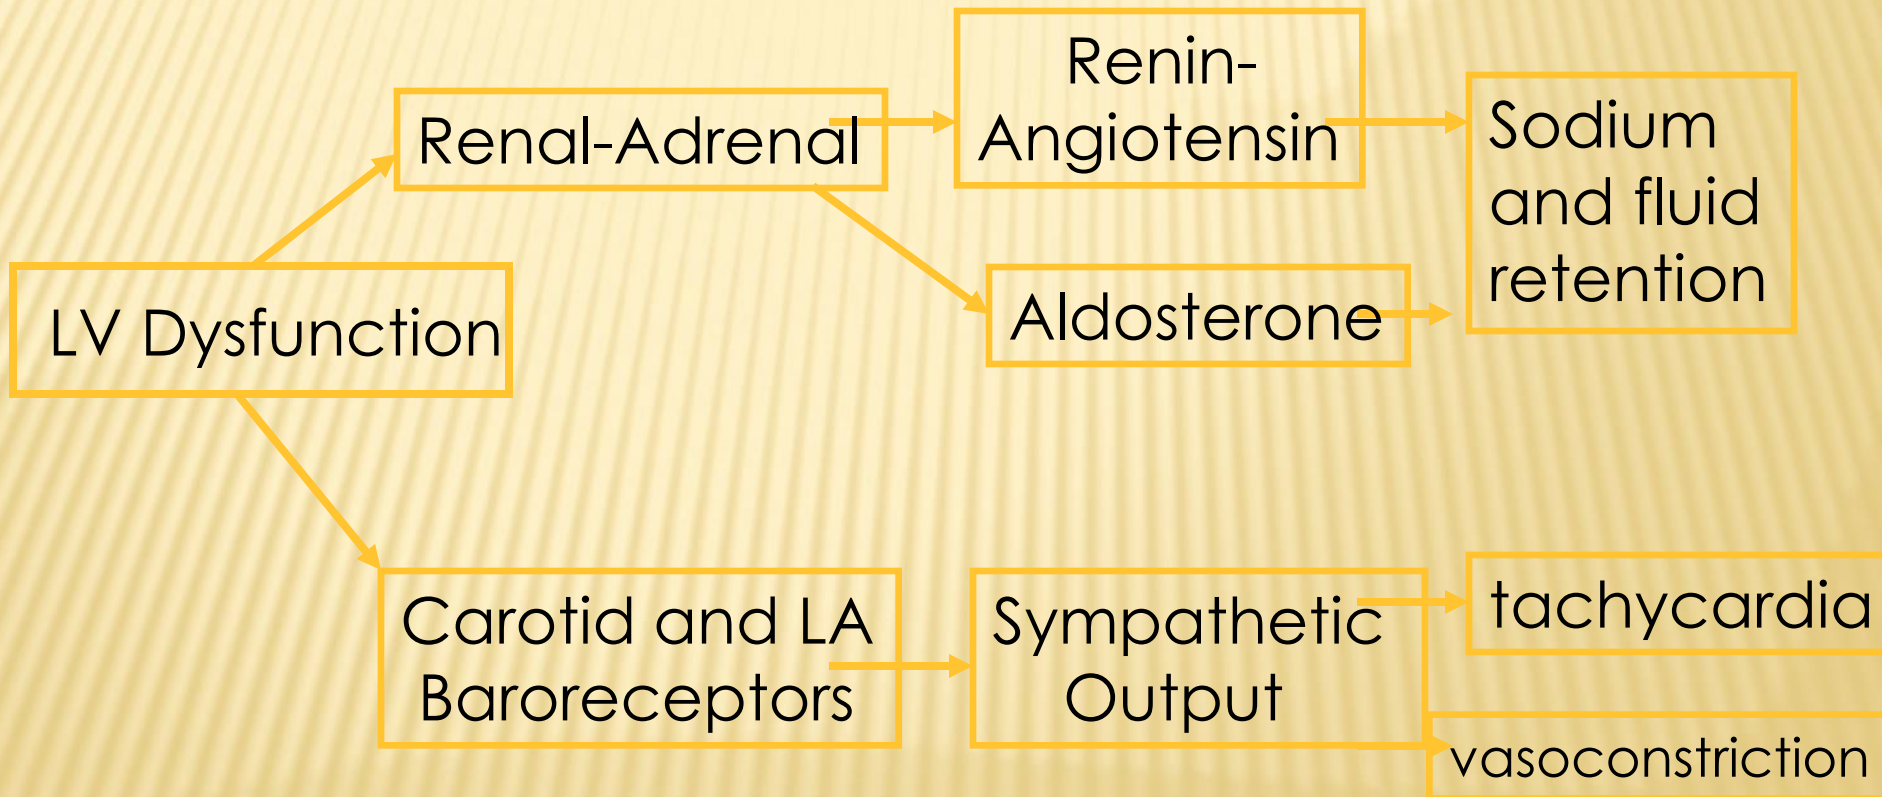 Renin-
Angiotensin
Renal-Adrenal
Sodium
and fluid
retention
LV Dysfunction
Aldosterone
Carotid and LA
Baroreceptors
Sympathetic
Output
tachycardia
vasoconstriction